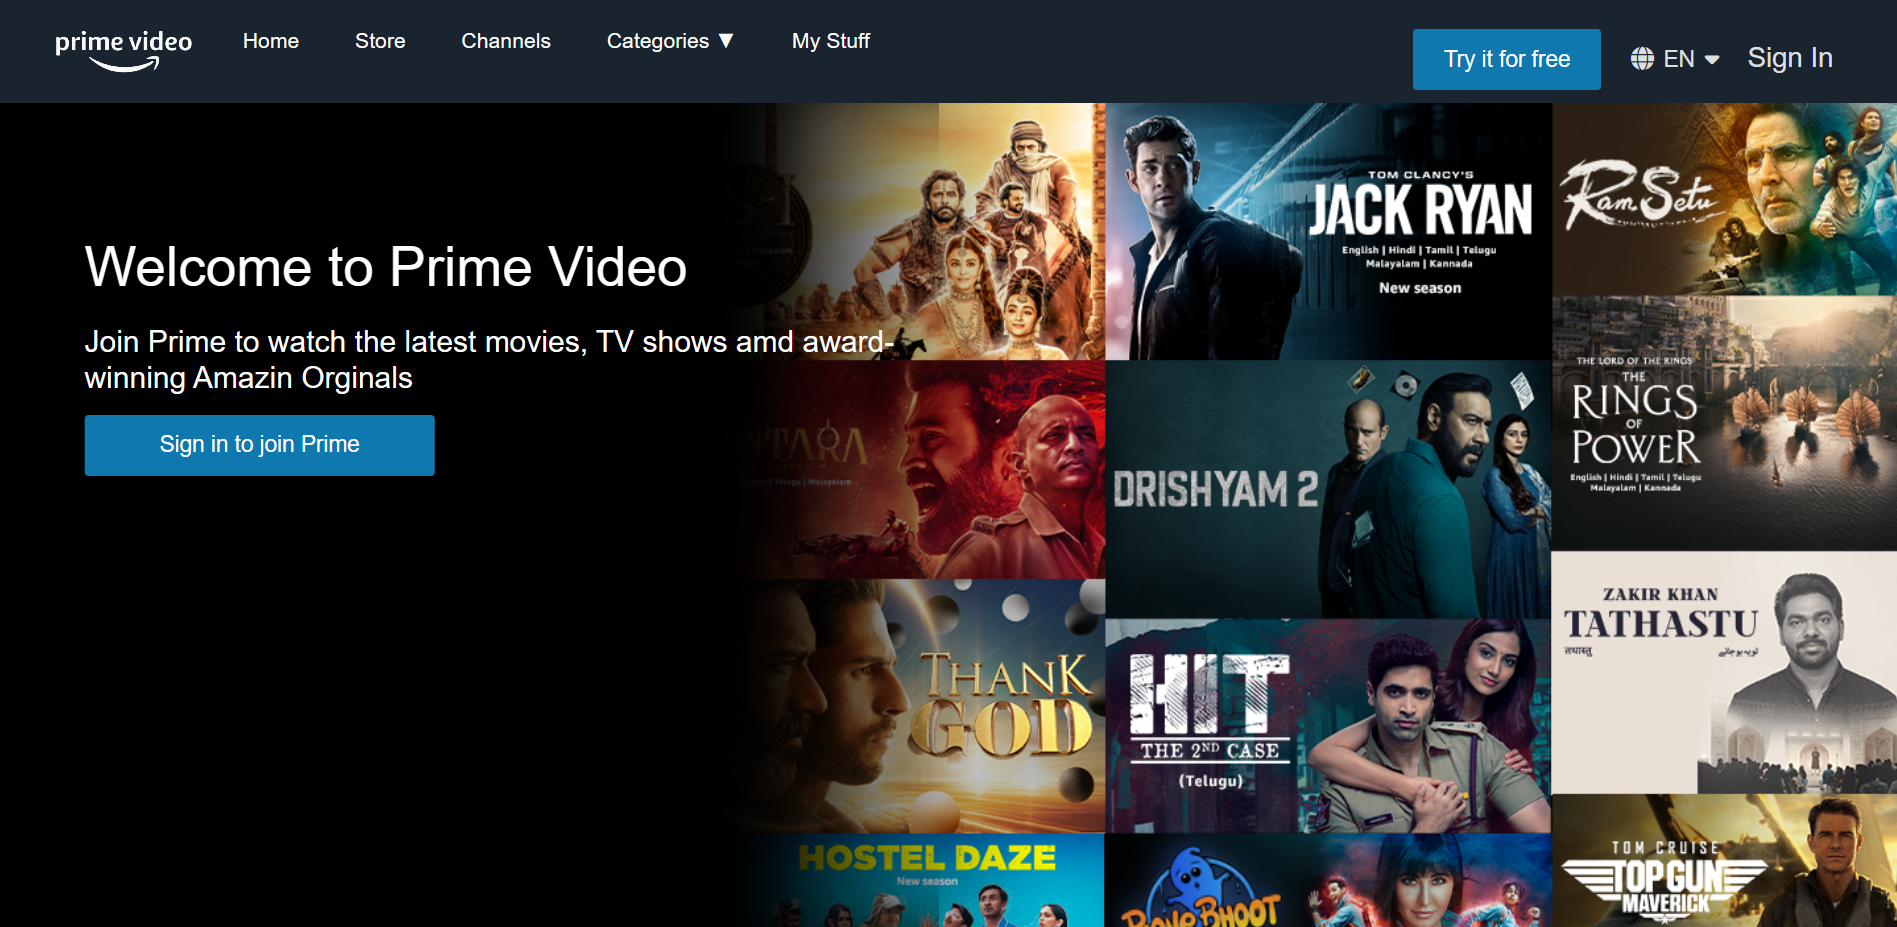 prime video
Home
Store
Channels
Categories ▼
My Stuff
Try it for free
EN
Sign In
Welcome to Prime Video
Join Prime to watch the latest movies, TV shows amd award-
winning Amazin Orginals
Sign in to join Prime
S-1
TOM CLANCY'S
JACK RYAN
English | Hindi | Tamil | Telugu
Malayalam | Kannada
New season
Ram Setu
THE LORD OF THE RINGS
THE
RINGS
OF
POWER
English | Hindi | Tamil | Telugu
Malayalam | Kannada
NTARA
| Telugu | Malayalam
DRISHYAM 2
ZAKIR KHAN
TATHASTU
तथास्तु
THANK
GOD
HIT
THE 2ND CASE
(Telugu)
HOSTEL DAZE
New season
BHOOT
TOM CRUISE
TOP GUN
MAVERICK